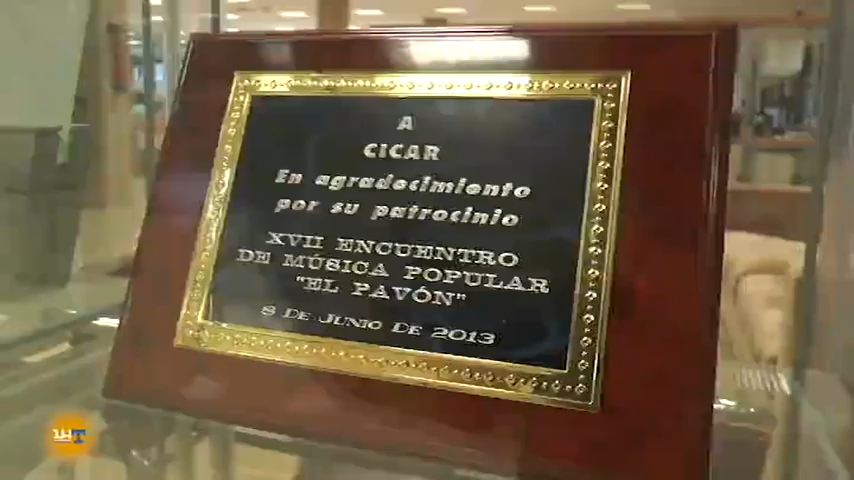 A
CICAR
En agradecimiento
por su patrocinio
XVII ENCUENTRO
DE MÚSICA POPULAR
"EL PAVÓN"
8 DE JUNIO DE 2013